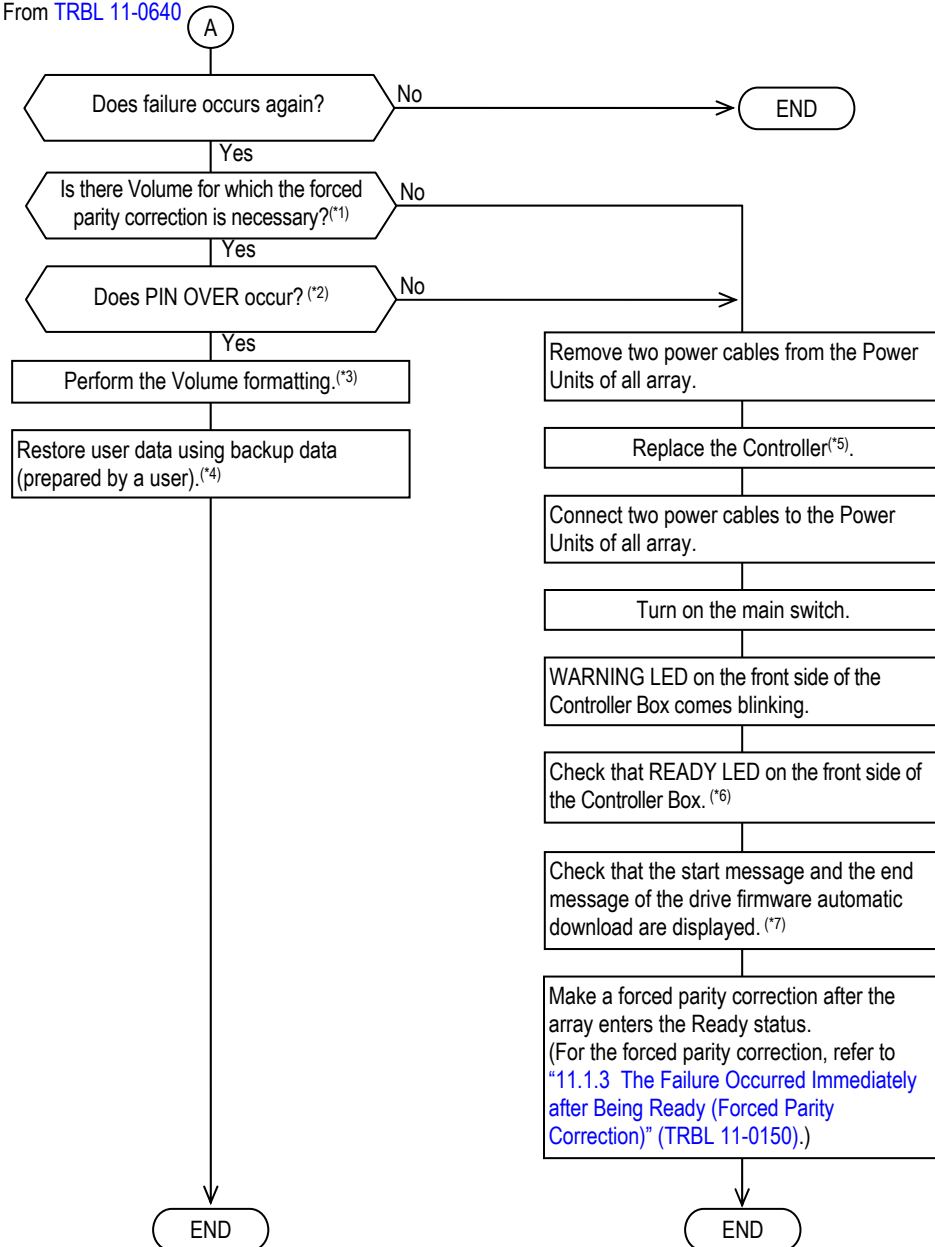 From TRBL 11-0640
A
Does failure occurs again?
No
END
Yes
Is there Volume for which the forced
parity correction is necessary?(*1)
No
Yes
Does PIN OVER occur? (*2)
No
Yes
Perform the Volume formatting.(*3)
Restore user data using backup data
(prepared by a user).(*4)
END
Remove two power cables from the Power
Units of all array.
Replace the Controller(*5).
Connect two power cables to the Power
Units of all array.
Turn on the main switch.
WARNING LED on the front side of the
Controller Box comes blinking.
Check that READY LED on the front side of
the Controller Box. (*6)
Check that the start message and the end
message of the drive firmware automatic
download are displayed. (*7)
Make a forced parity correction after the
array enters the Ready status.
(For the forced parity correction, refer to
“11.1.3 The Failure Occurred Immediately
after Being Ready (Forced Parity
Correction)” (TRBL 11-0150).)
END